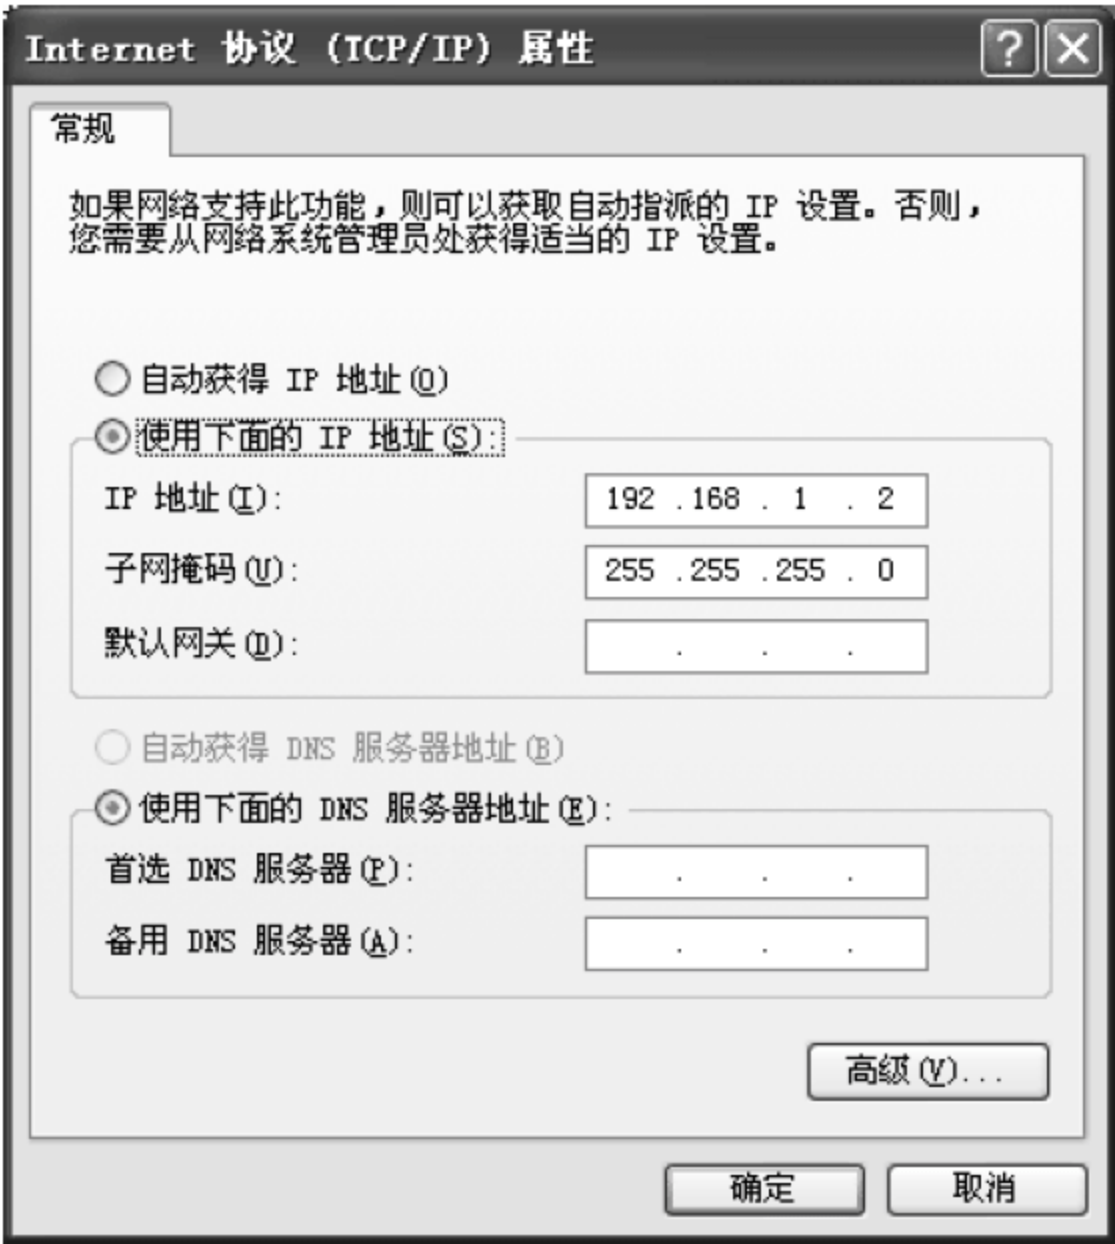 Internet 协议 (TCP/IP) 属性
常规
如果网络支持此功能，则可以获取自动指派的 IP 设置。否则，
您需要从网络系统管理员处获得适当的 IP 设置。
自动获得 IP 地址(O)
使用下面的 IP 地址(S):
IP 地址(I): 192 .168 . 1 . 2
子网掩码(U): 255 .255 .255 . 0
默认网关(D): . . .
自动获得 DNS 服务器地址(B)
使用下面的 DNS 服务器地址(E):
首选 DNS 服务器(P): . . .
备用 DNS 服务器(A): . . .
高级(V)...
确定 取消